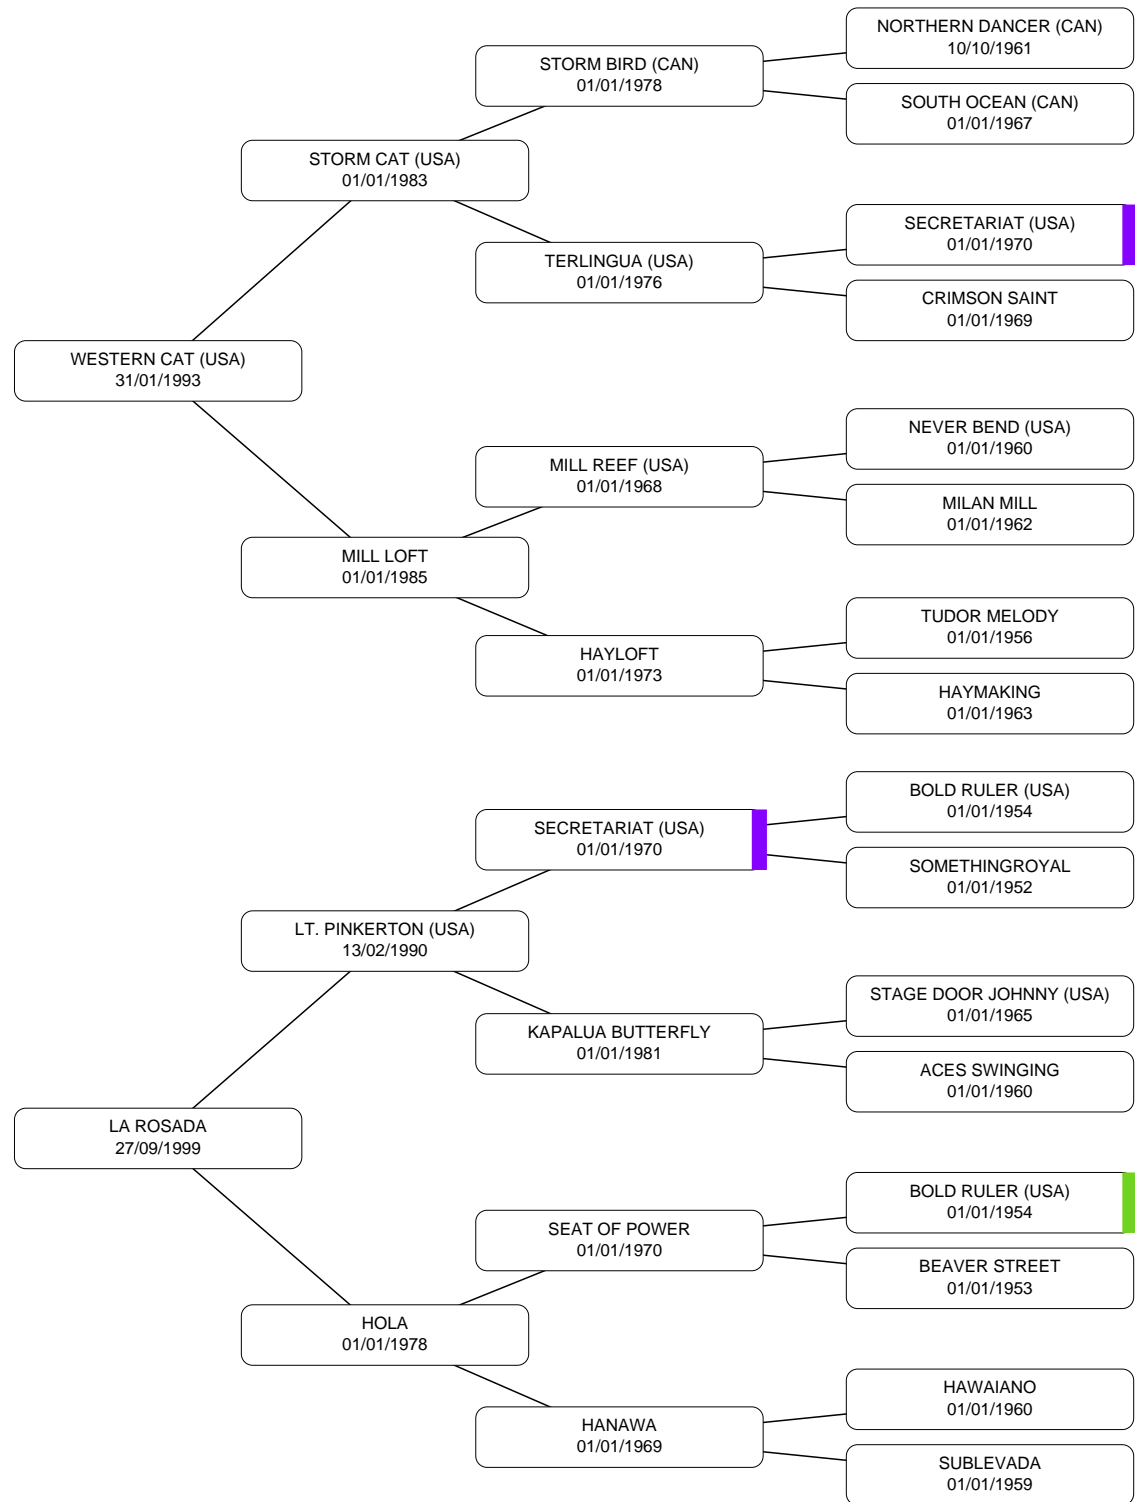 NORTHERN DANCER (CAN)
10/10/1961
STORM BIRD (CAN)
01/01/1978
SOUTH OCEAN (CAN)
01/01/1967
STORM CAT (USA)
01/01/1983
SECRETARIAT (USA)
01/01/1970
TERLINGUA (USA)
01/01/1976
CRIMSON SAINT
01/01/1969
WESTERN CAT (USA)
31/01/1993
NEVER BEND (USA)
01/01/1960
MILL REEF (USA)
01/01/1968
MILAN MILL
01/01/1962
MILL LOFT
01/01/1985
TUDOR MELODY
01/01/1956
HAYLOFT
01/01/1973
HAYMAKING
01/01/1963
BOLD RULER (USA)
01/01/1954
SECRETARIAT (USA)
01/01/1970
SOMETHINGROYAL
01/01/1952
LT. PINKERTON (USA)
13/02/1990
STAGE DOOR JOHNNY (USA)
01/01/1965
KAPALUA BUTTERFLY
01/01/1981
ACES SWINGING
01/01/1960
LA ROSADA
27/09/1999
BOLD RULER (USA)
01/01/1954
SEAT OF POWER
01/01/1970
BEAVER STREET
01/01/1953
HOLA
01/01/1978
HAWAIANO
01/01/1960
HANAWA
01/01/1969
SUBLEVADA
01/01/1959